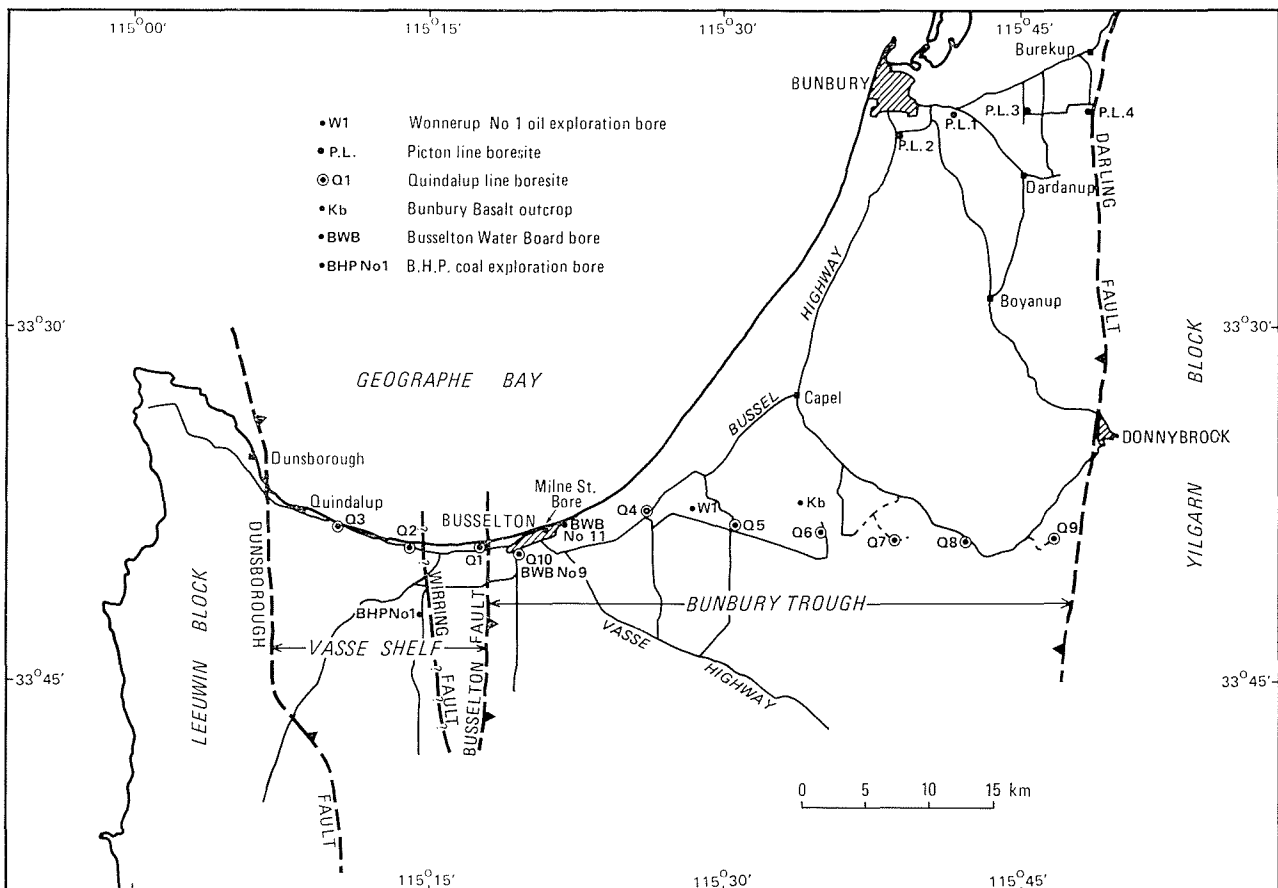 115°00'
115°15'
115°30'
115°45'
Burekup
BUNBURY
P.L.3
P.L.4
P.L.1
P.L.2
Dardanup
DARLING
FAULT
•W1 Wonnerup No 1 oil exploration bore
•P.L. Picton line boresite
Q1 Quindalup line boresite
•Kb Bunbury Basalt outcrop
•BWB Busselton Water Board bore
•BHP No1 B.H.P. coal exploration bore
HIGHWAY
Boyanup
33°30'
33°30'
GEOGRAPHE BAY
BUSSEL
Capel
DONNYBROOK
YILGARN BLOCK
Dunsborough
Quindalup
Q3
Q2
?
BUSSELTON
Q1
Milne St.
Bore
BWB
No 11
Q10
BWB No9
Q4
W1
Q5
Kb
Q6
Q7
Q8
Q9
DUNSBOROUGH
FAULT
?
WIRRING
?
FAULT
?
BUSSELTON FAULT
BHP No1
BUNBURY TROUGH
VASSE SHELF
LEEUWIN BLOCK
VASSE
HIGHWAY
33°45'
33°45'
0 5 10 15 km
115°15'
115°30'
115°45'